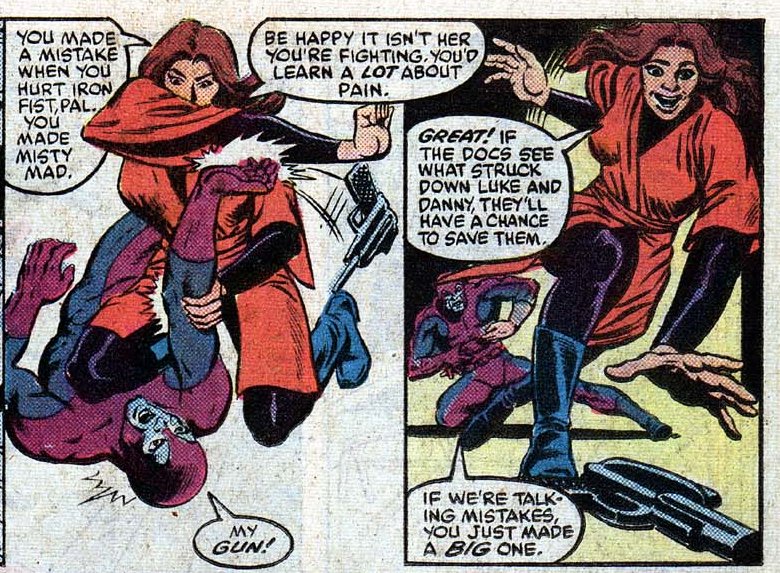 YOU MADE
A MISTAKE
WHEN YOU
HURT IRON
FIST, PAL.
YOU
MADE
MISTY
MAD.
BE HAPPY IT ISN'T HER
YOU'RE FIGHTING. YOU'D
LEARN A LOT ABOUT
PAIN.
MY
GUN!
GREAT! IF
THE DOCS SEE
WHAT STRUCK
DOWN LUKE AND
DANNY, THEY'LL
HAVE A CHANCE
TO SAVE THEM.
IF WE'RE TALK-
ING MISTAKES,
YOU JUST MADE
A BIG ONE.